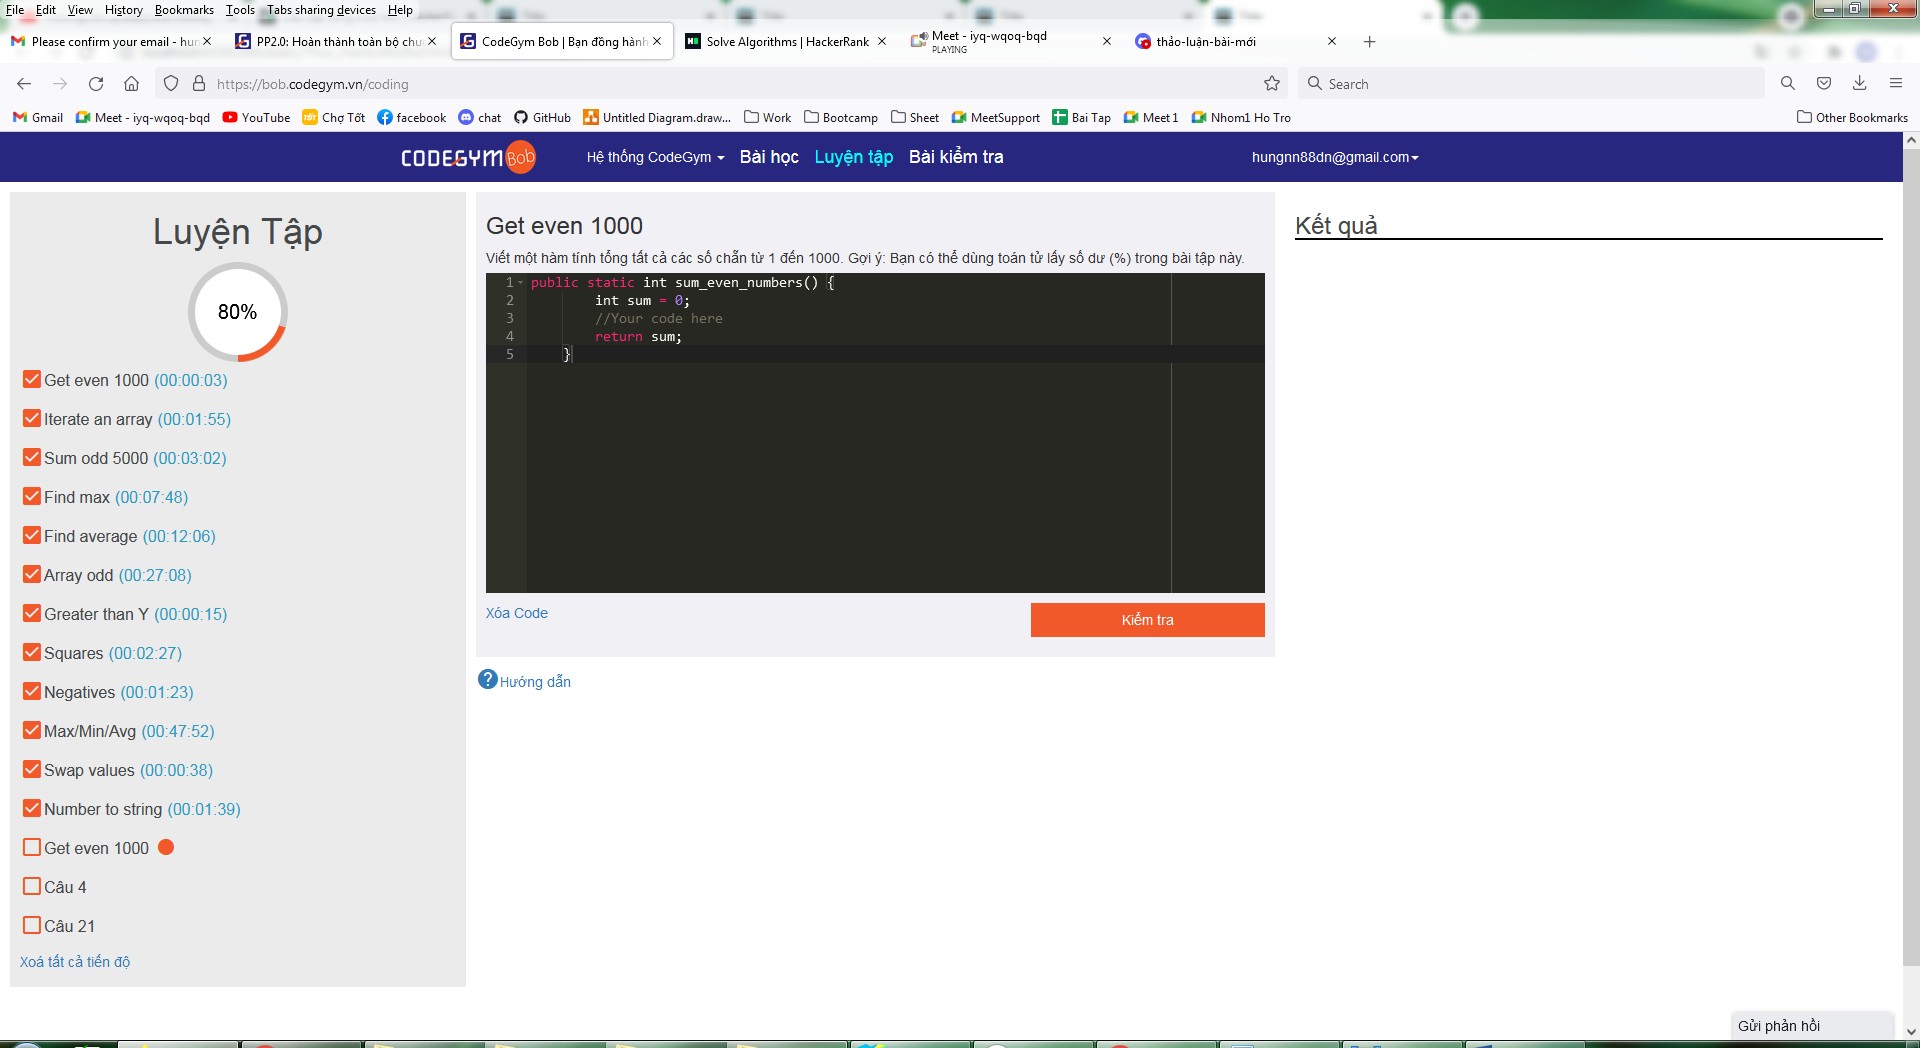 File Edit View History Bookmarks Tools Tabs sharing devices Help
Please confirm your email - hun
PP2.0: Hoàn thành toàn bộ chư
CodeGym Bob | Bạn đồng hành
Solve Algorithms | HackerRank
Meet - iyq-wqoq-bqd
PLAYING
thảo-luận-bài-mới
https://bob.codegym.vn/coding
Search
Gmail Meet - iyq-wqoq-bqd YouTube Chợ Tốt facebook chat GitHub Untitled Diagram.draw... Work Bootcamp Sheet MeetSupport Bai Tap Meet 1 Nhom1 Ho Tro Other Bookmarks
CODEGYM Bob Hệ thống CodeGym Bài học Luyện tập Bài kiểm tra hungnn88dn@gmail.com
Luyện Tập
80%
Get even 1000 (00:00:03)
Iterate an array (00:01:55)
Sum odd 5000 (00:03:02)
Find max (00:07:48)
Find average (00:12:06)
Array odd (00:27:08)
Greater than Y (00:00:15)
Squares (00:02:27)
Negatives (00:01:23)
Max/Min/Avg (00:47:52)
Swap values (00:00:38)
Number to string (00:01:39)
Get even 1000
Câu 4
Câu 21
Xoá tất cả tiến độ
Get even 1000
Viết một hàm tính tổng tất cả các số chẵn từ 1 đến 1000. Gợi ý: Bạn có thể dùng toán tử lấy số dư (%) trong bài tập này.
1 public static int sum_even_numbers() {
2 int sum = 0;
3 //Your code here
4 return sum;
5 }
Xóa Code
Kiểm tra
Hướng dẫn
Kết quả
Gửi phản hồi